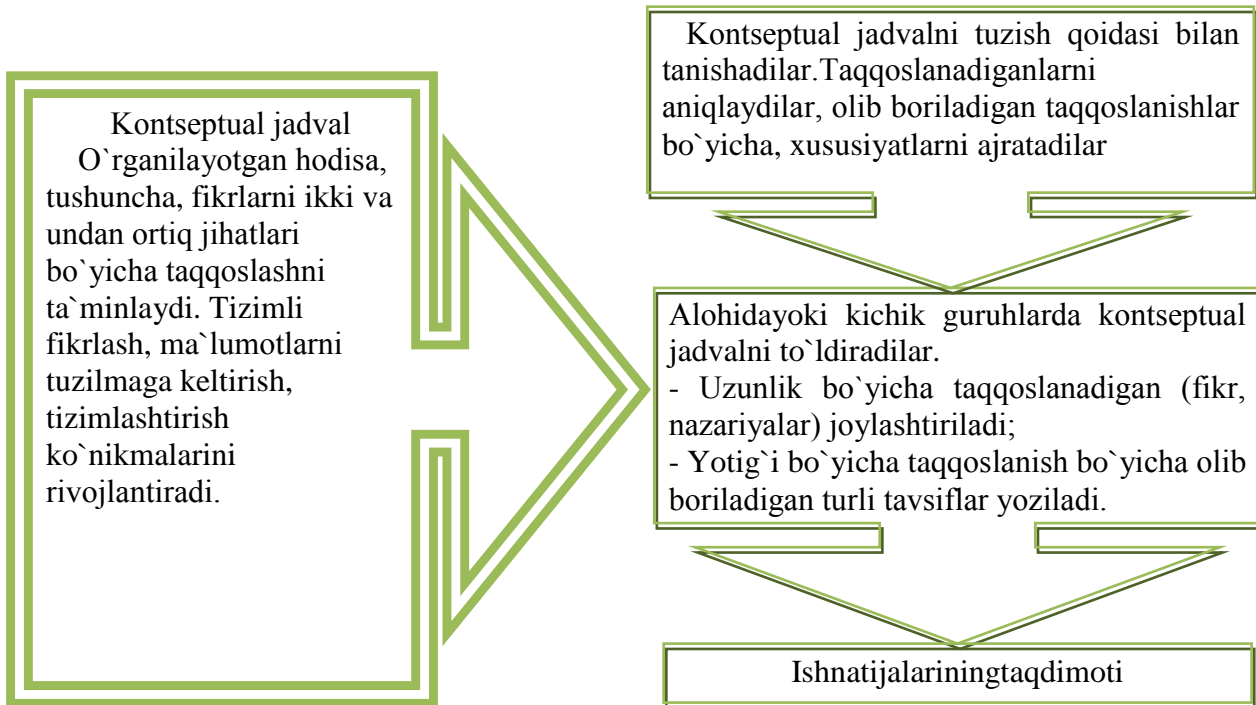 Kontseptual jadval
O`rganilayotgan hodisa,
tushuncha, fikrlarni ikki va
undan ortiq jihatlari
bo`yicha taqqoslashni
ta`minlaydi. Tizimli
fikrlash, ma`lumotlarni
tuzilmaga keltirish,
tizimlashtirish
ko`nikmalarini
rivojlantiradi.
Kontseptual jadvalni tuzish qoidasi bilan
tanishadilar.Taqqoslanadiganlarni
aniqlaydilar, olib boriladigan taqqoslanishlar
bo`yicha, xususiyatlarni ajratadilar
Alohidayoki kichik guruhlarda kontseptual
jadvalni to`ldiradilar.
- Uzunlik bo`yicha taqqoslanadigan (fikr,
nazariyalar) joylashtiriladi;
- Yotig`i bo`yicha taqqoslanish bo`yicha olib
boriladigan turli tavsiflar yoziladi.
Ishnatijalariningtaqdimoti